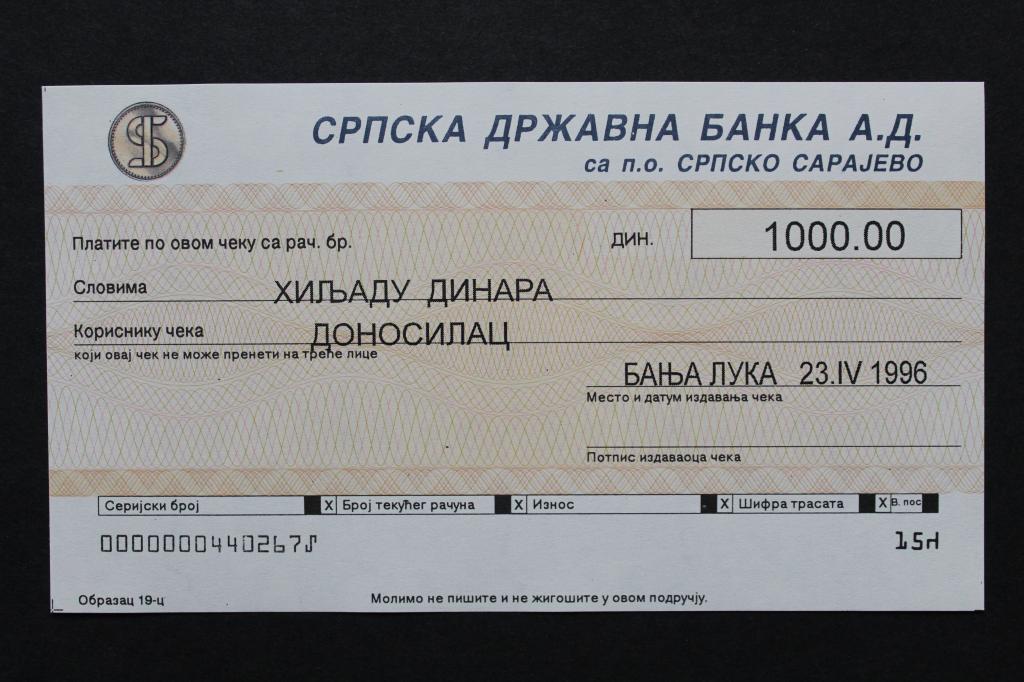 СРПСКА ДРЖАВНА БАНКА А.Д.
са п.о. СРПСКО САРАЈЕВО
Платите по овом чеку са рач. бр. ДИН. 1000.00
Словима ХИЉАДУ ДИНАРА
Кориснику чека ДОНОСИЛАЦ
који овај чек не може пренети на треће лице
БАЊА ЛУКА 23.IV 1996
Место и датум издавања чека
Потпис издаваоца чека
Серијски број X Број текућег рачуна X Износ X Шифра трасата X В. пос
0000000440267⑀ 15⑁
Образац 19-ц Молимо не пишите и не жигошите у овом подручју.